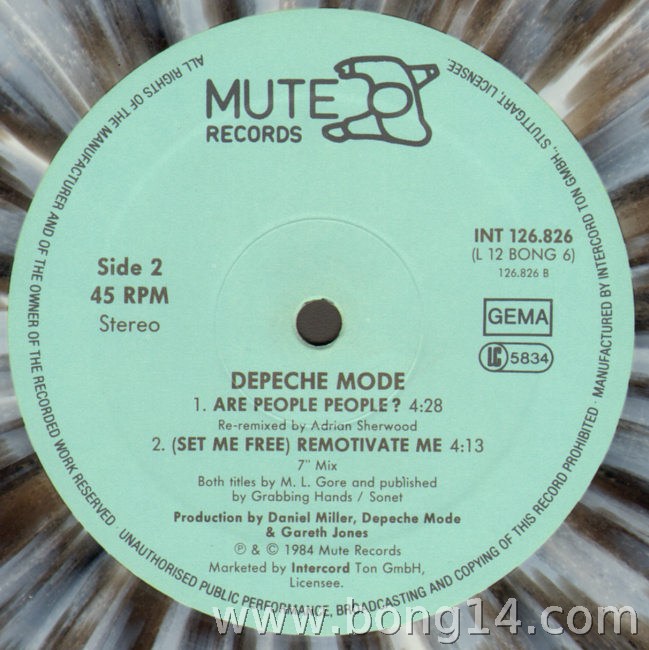 MUTE
RECORDS
Side 2
45 RPM
Stereo
INT 126.826
(L 12 BONG 6)
126.826 B
GEMA
LC 5834
DEPECHE MODE
1. ARE PEOPLE PEOPLE? 4:28
Re-remixed by Adrian Sherwood
2. (SET ME FREE) REMOTIVATE ME 4:13
7" Mix
Both titles by M. L. Gore and published
by Grabbing Hands / Sonet
Production by Daniel Miller, Depeche Mode
& Gareth Jones
℗ & © 1984 Mute Records
Marketed by Intercord Ton GmbH,
Licensee.
ALL RIGHTS OF THE MANUFACTURER AND OF THE OWNER OF THE RECORDED WORK RESERVED · UNAUTHORISED PUBLIC PERFORMANCE, BROADCASTING AND COPYING OF THIS RECORD PROHIBITED · MANUFACTURED BY INTERCORD TON GMBH., STUTTGART, LICENSEE.
www.bong14.com